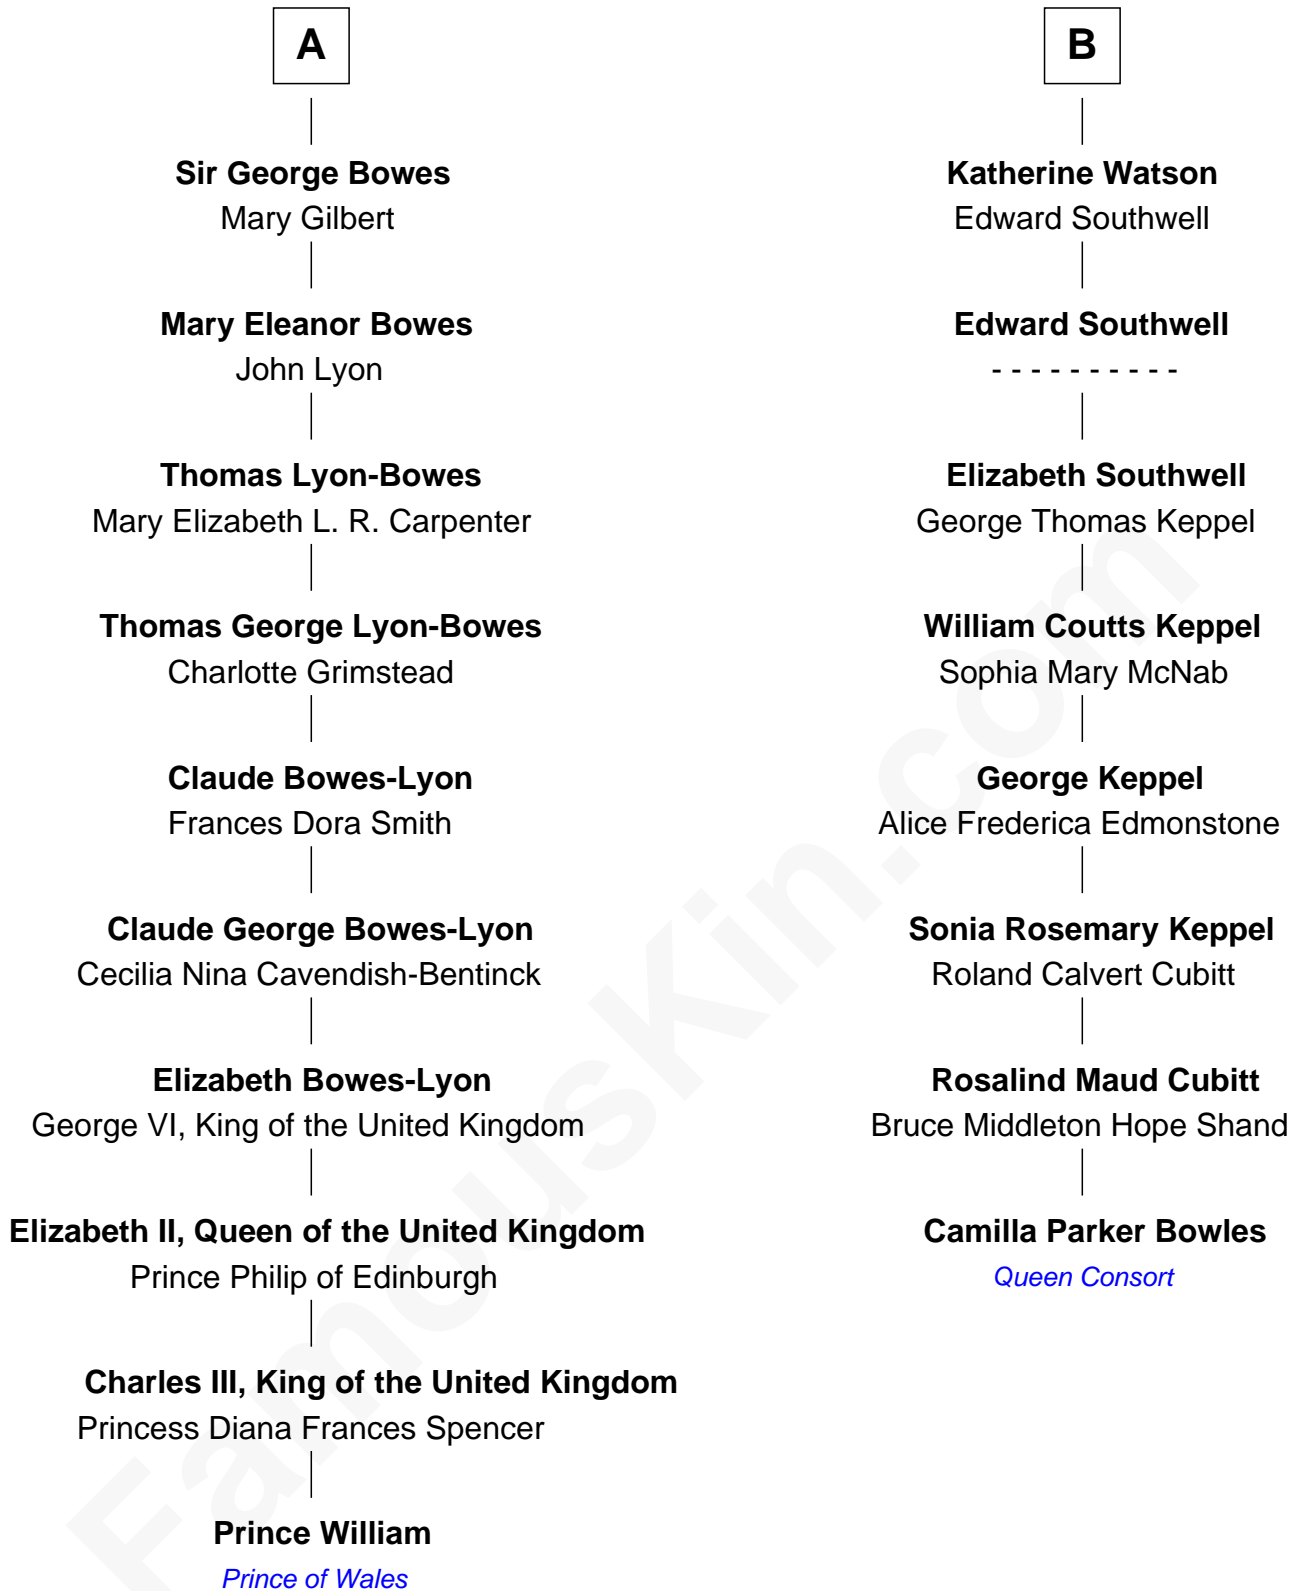 A
Sir George Bowes
Mary Gilbert
Mary Eleanor Bowes
John Lyon
Thomas Lyon-Bowes
Mary Elizabeth L. R. Carpenter
Thomas George Lyon-Bowes
Charlotte Grimstead
Claude Bowes-Lyon
Frances Dora Smith
Claude George Bowes-Lyon
Cecilia Nina Cavendish-Bentinck
Elizabeth Bowes-Lyon
George VI, King of the United Kingdom
Elizabeth II, Queen of the United Kingdom
Prince Philip of Edinburgh
Charles III, King of the United Kingdom
Princess Diana Frances Spencer
Prince William
Prince of Wales
B
Katherine Watson
Edward Southwell
Edward Southwell
- - - - - - - - - -
Elizabeth Southwell
George Thomas Keppel
William Coutts Keppel
Sophia Mary McNab
George Keppel
Alice Frederica Edmonstone
Sonia Rosemary Keppel
Roland Calvert Cubitt
Rosalind Maud Cubitt
Bruce Middleton Hope Shand
Camilla Parker Bowles
Queen Consort
FamousKin.com